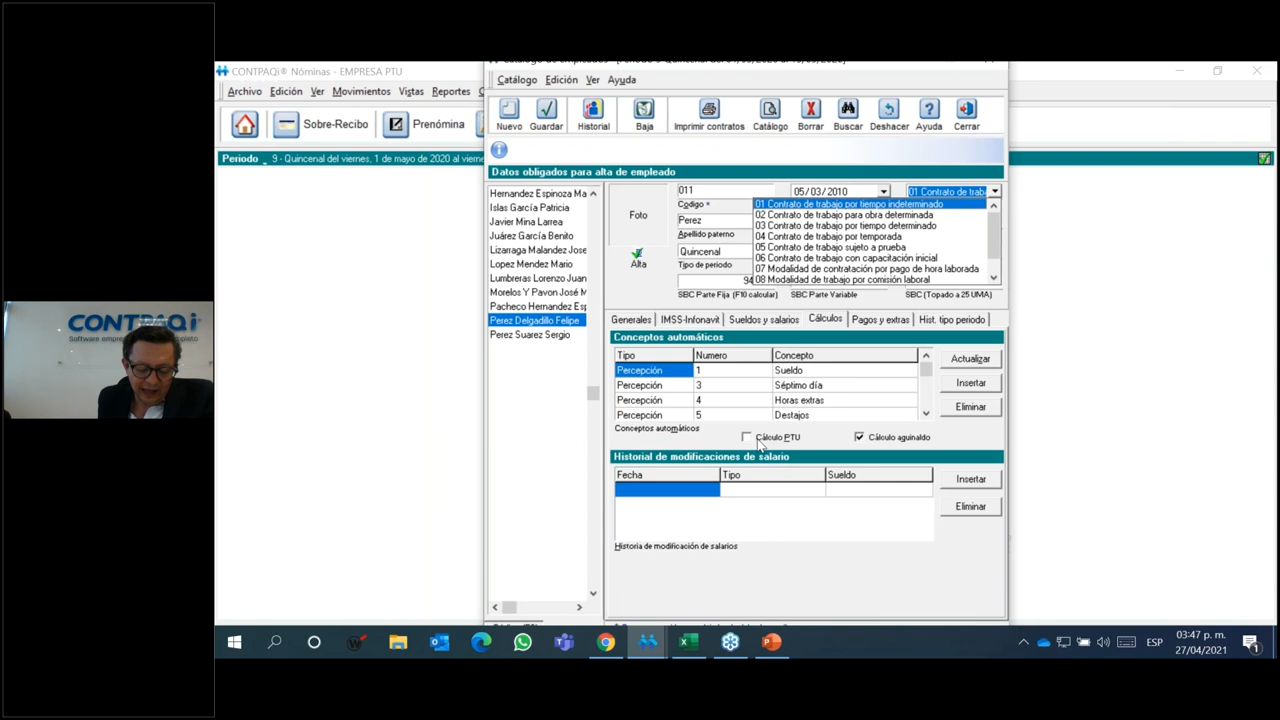 CONTPAQi
Software empre
CONTPAQi® Nóminas - EMPRESA PTU
Archivo Edición Ver Movimientos Vistas Reportes
Sobre-Recibo Prenómina
Periodo 9 - Quincenal del viernes, 1 de mayo de 2020 al vierne
Catálogo Edición Ver Ayuda
Nuevo Guardar Historial Baja Imprimir contratos Catálogo Borrar Buscar Deshacer Ayuda Cerrar
Datos obligados para alta de empleado
Hernandez Espinoza Ma
Islas García Patricia
Javier Mina Larrea
Juárez García Benito
Lizarraga Malandez Jose
Lopez Mendez Mario
Lumbreras Lorenzo Juan
Morelos Y Pavon José M
Pacheco Hernandez Esp
Perez Delgadillo Felipe
Perez Suarez Sergio
Foto
Alta
011 05/03/2010 01 Contrato de traba
Codigo *
Perez
Apellido paterno
Quincenal
Tipo de periodo
94
SBC Parte Fija (F10 calcular) SBC Parte Variable SBC (Topado a 25 UMA)
01 Contrato de trabajo por tiempo indeterminado
02 Contrato de trabajo para obra determinada
03 Contrato de trabajo por tiempo determinado
04 Contrato de trabajo por temporada
05 Contrato de trabajo sujeto a prueba
06 Contrato de trabajo con capacitación inicial
07 Modalidad de contratación por pago de hora laborada
08 Modalidad de trabajo por comisión laboral
Generales IMSS-Infonavit Sueldos y salarios Cálculos Pagos y extras Hist. tipo periodo
Conceptos automáticos
Tipo Numero Concepto
Percepción 1 Sueldo
Percepción 3 Séptimo día
Percepción 4 Horas extras
Percepción 5 Destajos
Actualizar
Insertar
Eliminar
Conceptos automáticos
Cálculo PTU Cálculo aguinaldo
Historial de modificaciones de salario
Fecha Tipo Sueldo
Insertar
Eliminar
Historia de modificación de salarios
ESP
03:47 p. m.
27/04/2021
1